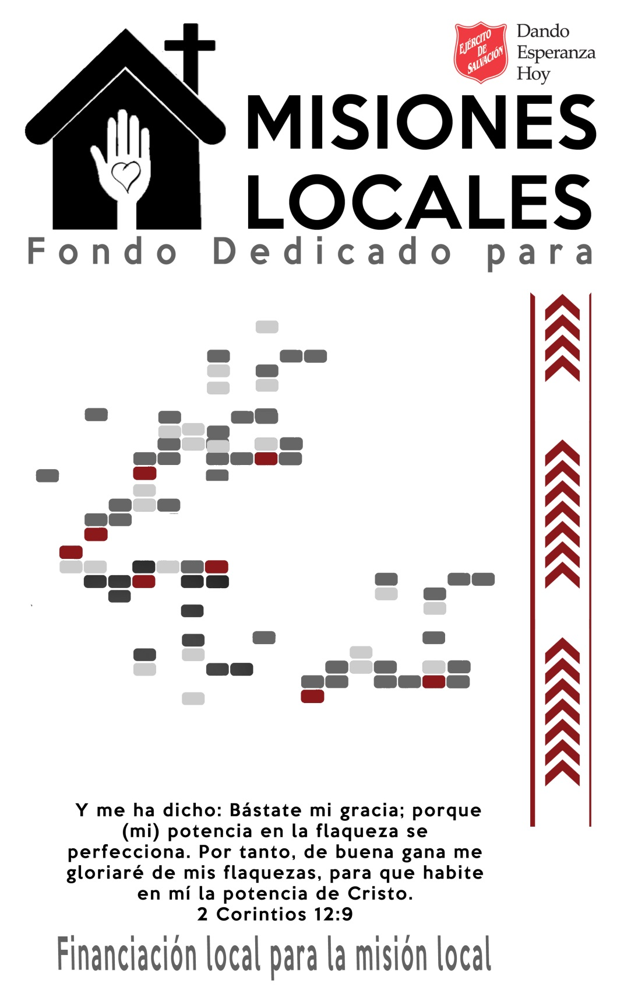 EJÉRCITO
DE
SALVACIÓN
Dando
Esperanza
Hoy
MISIONES
LOCALES
Fondo Dedicado para
Y me ha dicho: Bástate mi gracia; porque
(mi) potencia en la flaqueza se
perfecciona. Por tanto, de buena gana me
gloriaré de mis flaquezas, para que habite
en mí la potencia de Cristo.
2 Corintios 12:9
Financiación local para la misión local